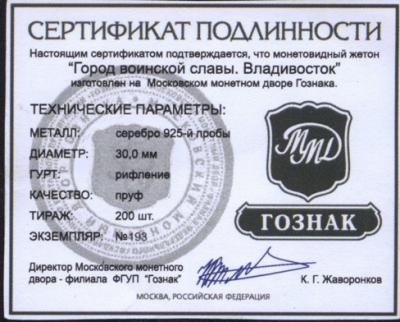 СЕРТИФИКАТ ПОДЛИННОСТИ
Настоящим сертификатом подтверждается, что монетовидный жетон
"Город воинской славы. Владивосток"
изготовлен на Московском монетном дворе Гознака.
ТЕХНИЧЕСКИЕ ПАРАМЕТРЫ:
МЕТАЛЛ: серебро 925-й пробы
ДИАМЕТР: 30,0 мм
ГУРТ: рифление
КАЧЕСТВО: пруф
ТИРАЖ: 200 шт.
ЭКЗЕМПЛЯР: №193
ММД
ГОЗНАК
Директор Московского монетного
двора - филиала ФГУП "Гознак" К. Г. Жаворонков
МОСКВА, РОССИЙСКАЯ ФЕДЕРАЦИЯ